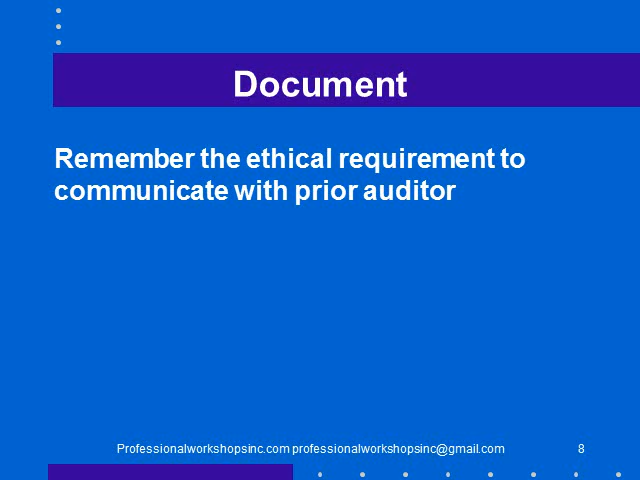 Document
Remember the ethical requirement to
communicate with prior auditor
Professionalworkshopsinc.com professionalworkshopsinc@gmail.com 8